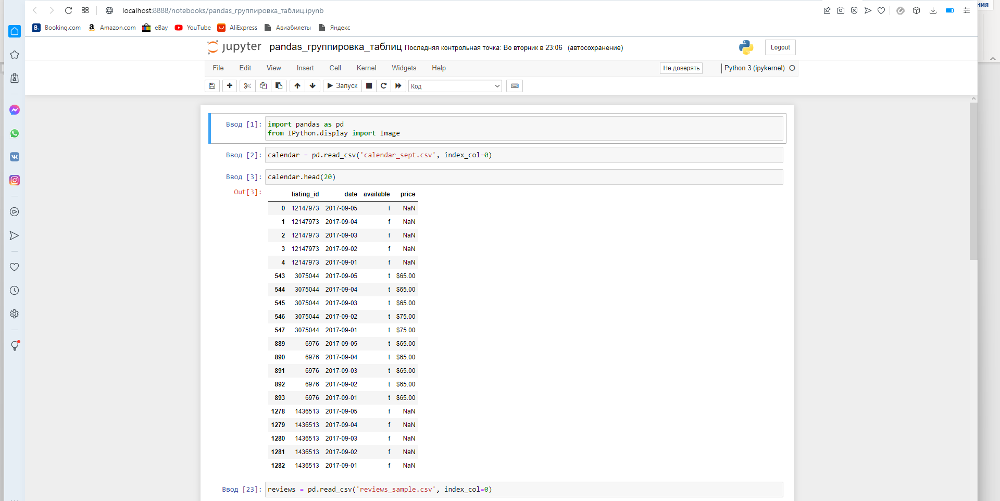 ния
localhost:8888/notebooks/pandas_группировка_таблиц.ipynb
B. Booking.com a Amazon.com eBay YouTube AliExpress Авиабилеты Яндекс
jupyter pandas_группировка_таблиц Последняя контрольная точка: Во вторник в 23:06 (автосохранение) Logout
File Edit View Insert Cell Kernel Widgets Help Не доверять Python 3 (ipykernel)
Запуск Код
Ввод [1]: import pandas as pd
from IPython.display import Image
Ввод [2]: calendar = pd.read_csv('calendar_sept.csv', index_col=0)
Ввод [3]: calendar.head(20)
Out[3]:
listing_id date available price
0 12147973 2017-09-05 f NaN
1 12147973 2017-09-04 f NaN
2 12147973 2017-09-03 f NaN
3 12147973 2017-09-02 f NaN
4 12147973 2017-09-01 f NaN
543 3075044 2017-09-05 t $65.00
544 3075044 2017-09-04 t $65.00
545 3075044 2017-09-03 t $65.00
546 3075044 2017-09-02 t $75.00
547 3075044 2017-09-01 t $75.00
889 6976 2017-09-05 t $65.00
890 6976 2017-09-04 t $65.00
891 6976 2017-09-03 t $65.00
892 6976 2017-09-02 t $65.00
893 6976 2017-09-01 t $65.00
1278 1436513 2017-09-05 f NaN
1279 1436513 2017-09-04 f NaN
1280 1436513 2017-09-03 f NaN
1281 1436513 2017-09-02 f NaN
1282 1436513 2017-09-01 f NaN
Ввод [23]: reviews = pd.read_csv('reviews_sample.csv', index_col=0)